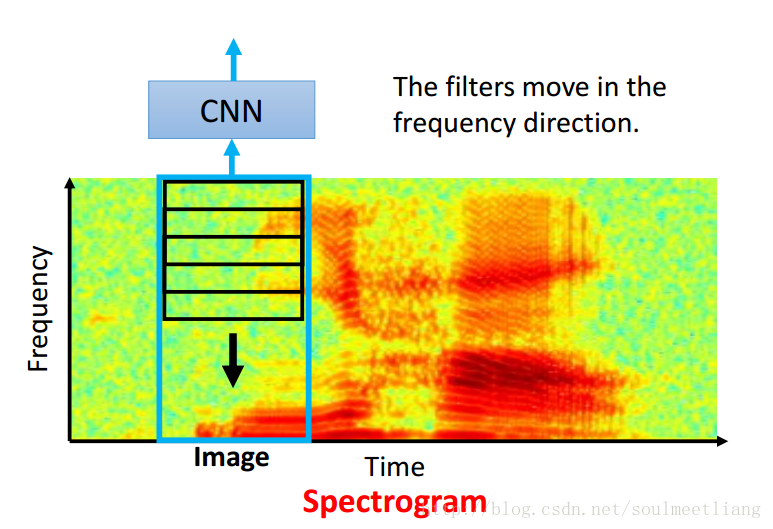 CNN
The filters move in the
frequency direction.
Frequency
Image
Time
Spectrogram
http://blog.csdn.net/soulmeetliang